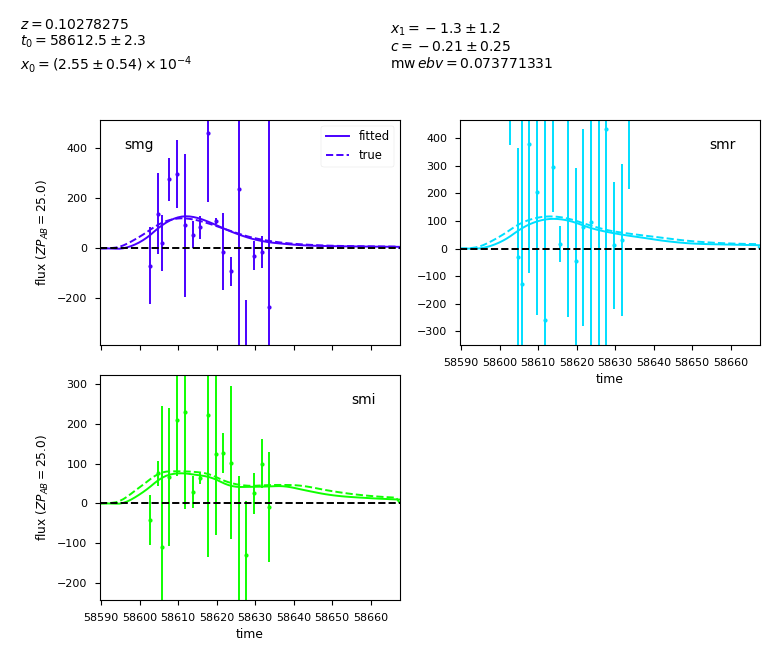 z = 0.10278275
t₀ = 58612.5 ± 2.3
x₀ = (2.55 ± 0.54) × 10⁻⁴
x₁ = −1.3 ± 1.2
c = −0.21 ± 0.25
mw ebv = 0.073771331
smg
fitted
true
flux (ZP_AB = 25.0)
400
200
0
−200
smr
400
300
200
100
0
−100
−200
−300
58590 58600 58610 58620 58630 58640 58650 58660
time
smi
flux (ZP_AB = 25.0)
300
200
100
0
−100
−200
58590 58600 58610 58620 58630 58640 58650 58660
time